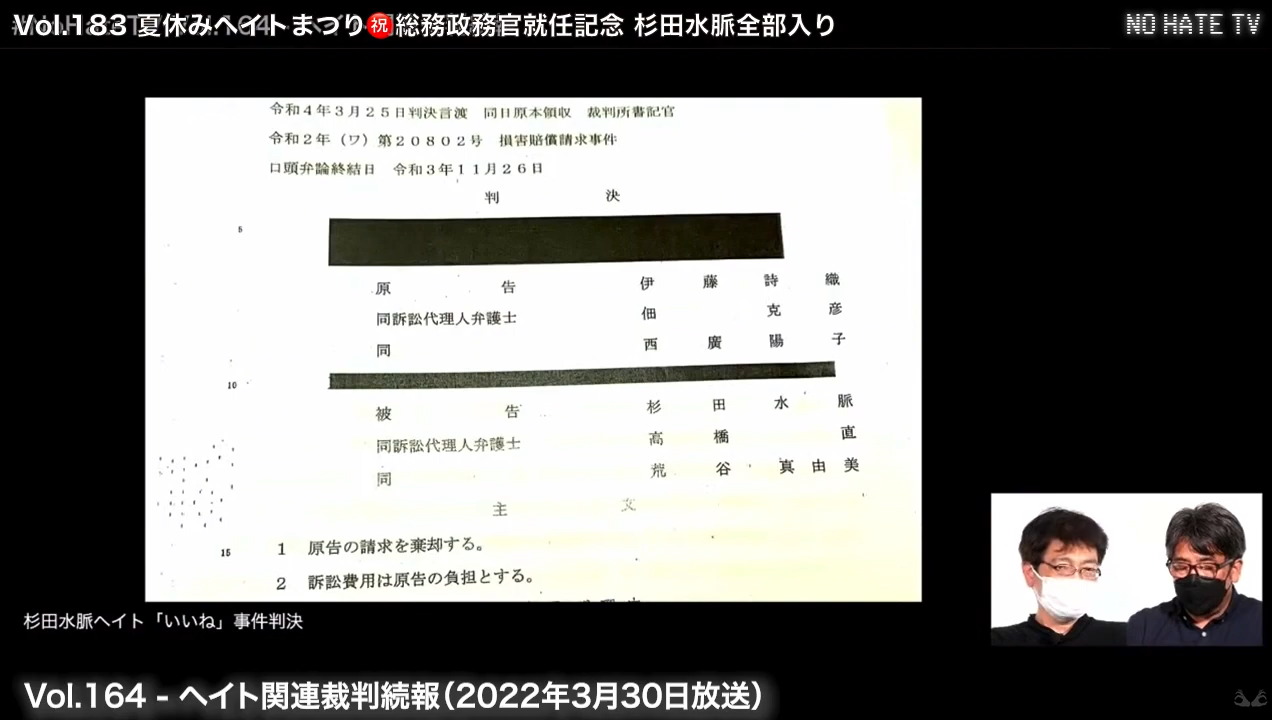 Vol.183 夏休みヘイトまつり㊗総務政務官就任記念 杉田水脈全部入り
NO HATE TV
令和4年3月25日判決言渡 同日原本領収 裁判所書記官
令和2年(ワ)第20802号 損害賠償請求事件
口頭弁論終結日 令和3年11月26日
判決
5
原告 伊藤詩織
同訴訟代理人弁護士 佃克彦
同 西廣陽子
10
被告 杉田水脈
同訴訟代理人弁護士 高橋直
同 荒谷真由美
主文
15
1 原告の請求を棄却する。
2 訴訟費用は原告の負担とする。
杉田水脈ヘイト「いいね」事件判決
Vol.164 - ヘイト関連裁判続報(2022年3月30日放送)